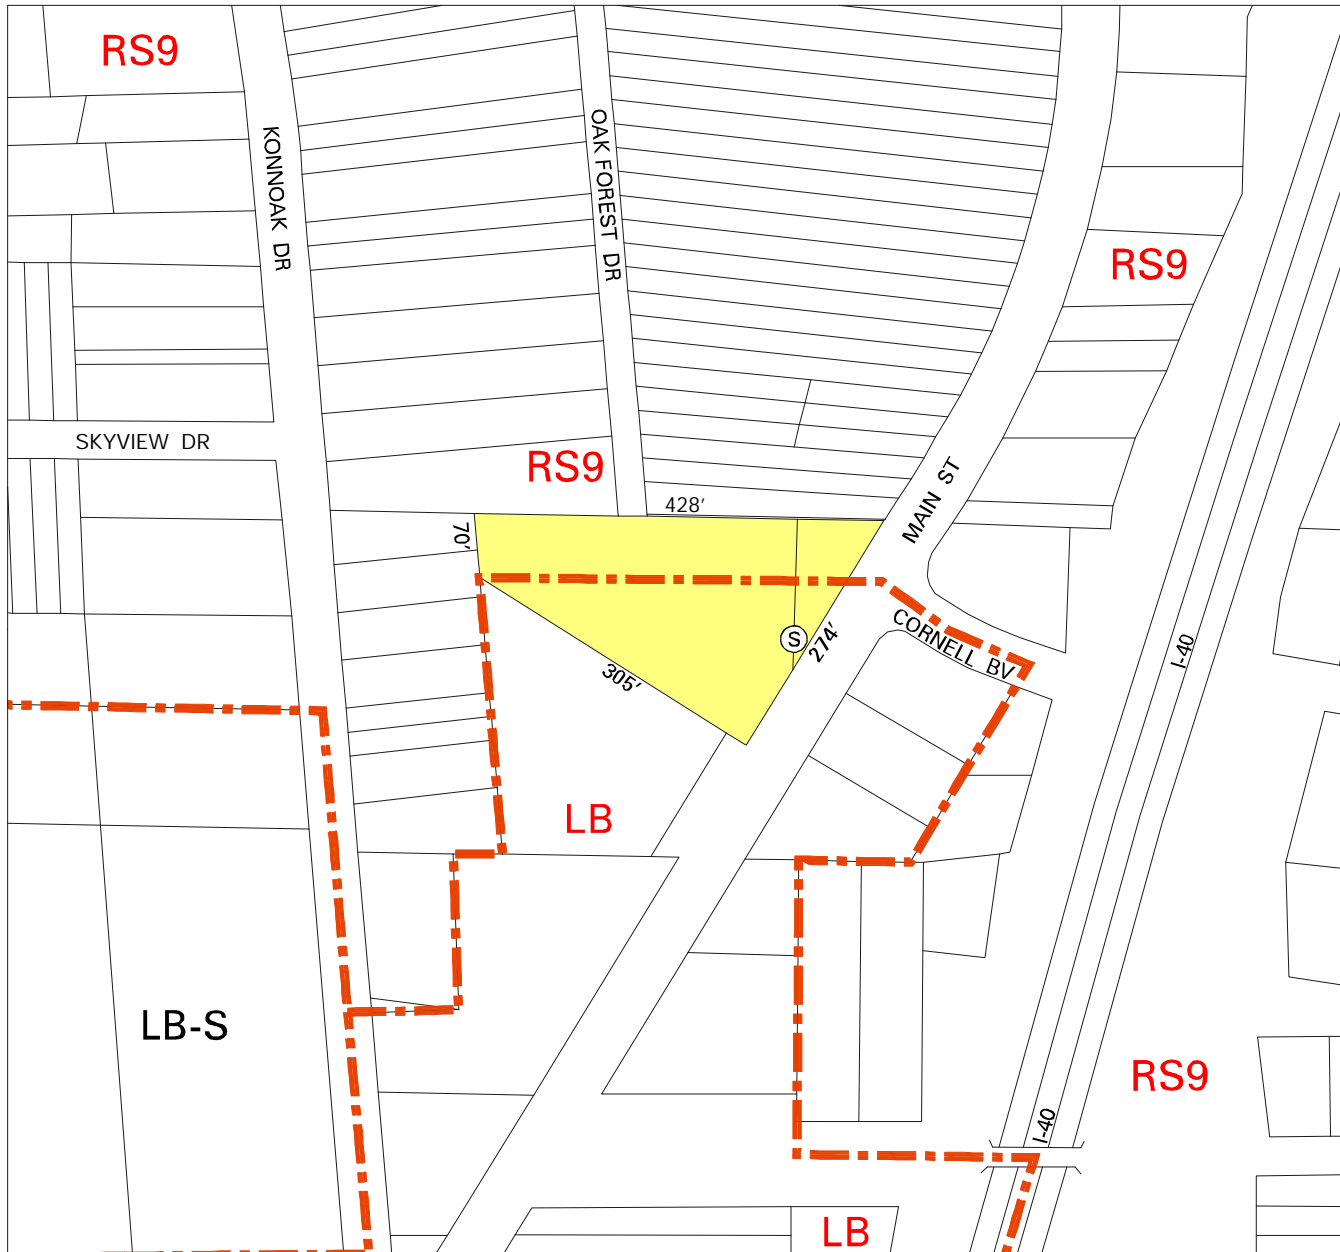 RS9
KONNOAK DR
OAK FOREST DR
RS9
SKYVIEW DR
RS9
MAIN ST
428'
70'
S
274'
CORNELL BV
305'
I-40
LB
LB-S
RS9
I-40
LB